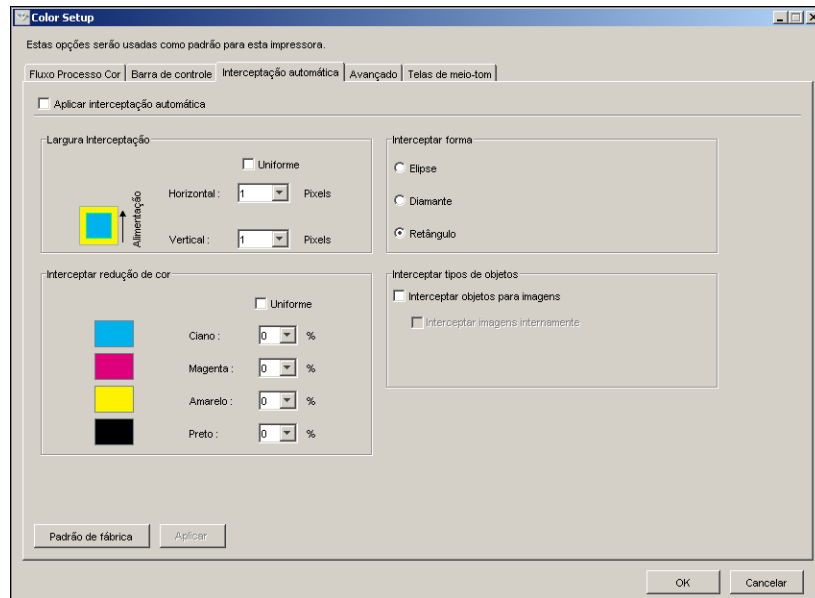 Color Setup
Estas opções serão usadas como padrão para esta impressora.
Fluxo Processo Cor Barra de controle Interceptação automática Avançado Telas de meio-tom
Aplicar interceptação automática
Largura Interceptação
Uniforme
Horizontal : 1 Pixels
Alimentação
Vertical : 1 Pixels
Interceptar forma
Elipse
Diamante
Retângulo
Interceptar redução de cor
Uniforme
Ciano : 0 %
Magenta : 0 %
Amarelo : 0 %
Preto : 0 %
Interceptar tipos de objetos
Interceptar objetos para imagens
Interceptar imagens internamente
Padrão de fábrica Aplicar
OK Cancelar